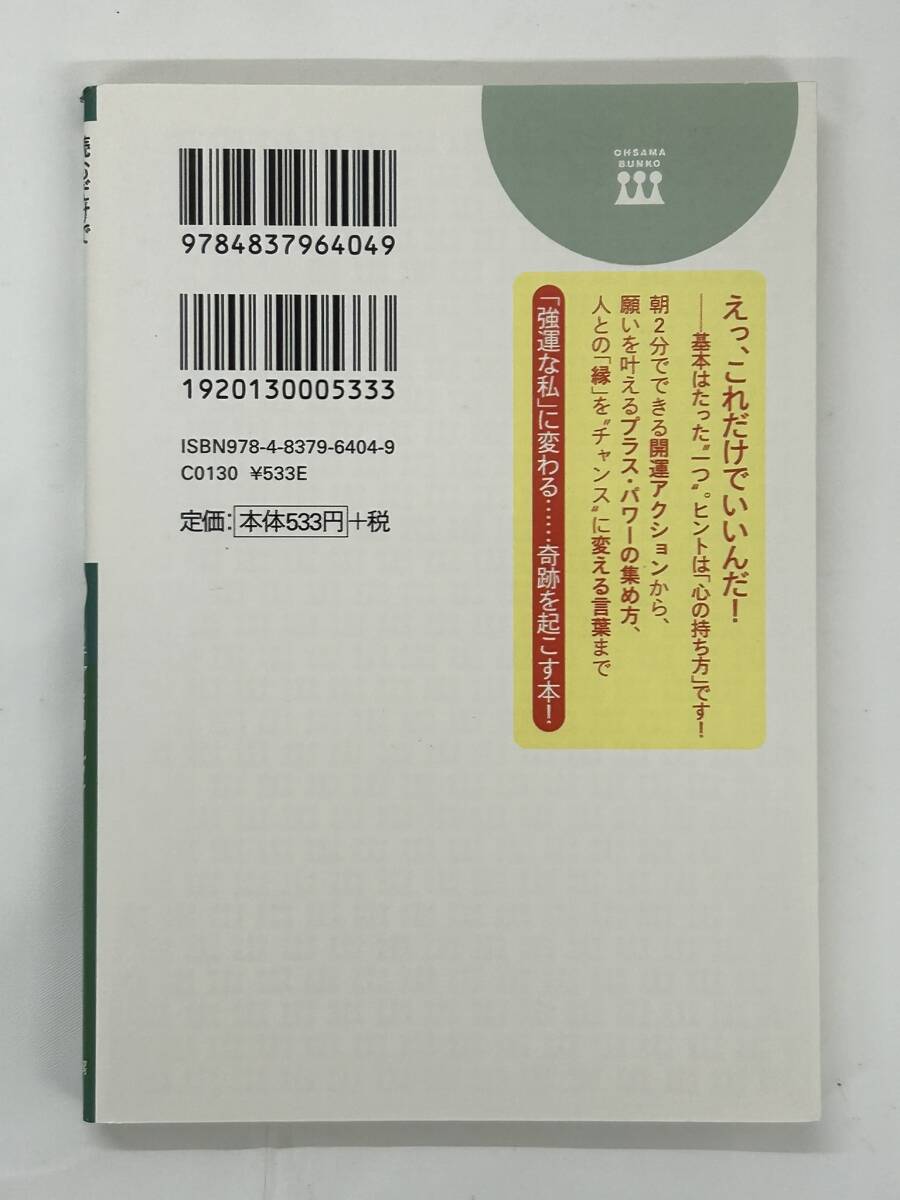 OHSAMA
BUNKO
えっ、これだけでいいんだ!
――基本はたった“一つ”。ヒントは「心の持ち方」です!
朝2分でできる開運アクションから、
願いを叶えるプラス・パワーの集め方、
人との「縁」を“チャンス”に変える言葉まで
「強運な私」に変わる……奇跡を起こす本!
9784837964049
1920130005333
ISBN978-4-8379-6404-9
C0130 ¥533E
定価:本体533円+税
読むだけで